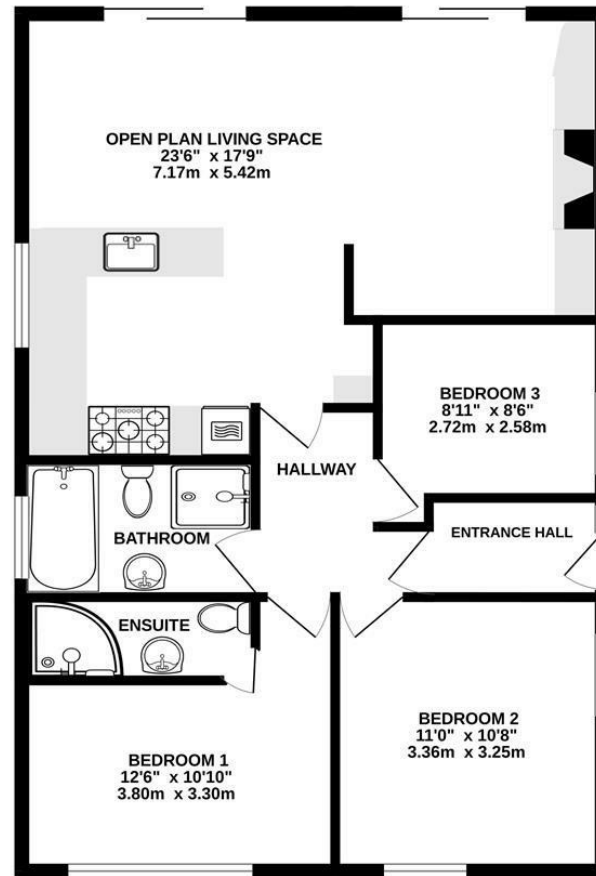 OPEN PLAN LIVING SPACE
23'6" x 17'9"
7.17m x 5.42m
BEDROOM 3
8'11" x 8'6"
2.72m x 2.58m
HALLWAY
ENTRANCE HALL
BATHROOM
ENSUITE
BEDROOM 2
11'0" x 10'8"
3.36m x 3.25m
BEDROOM 1
12'6" x 10'10"
3.80m x 3.30m